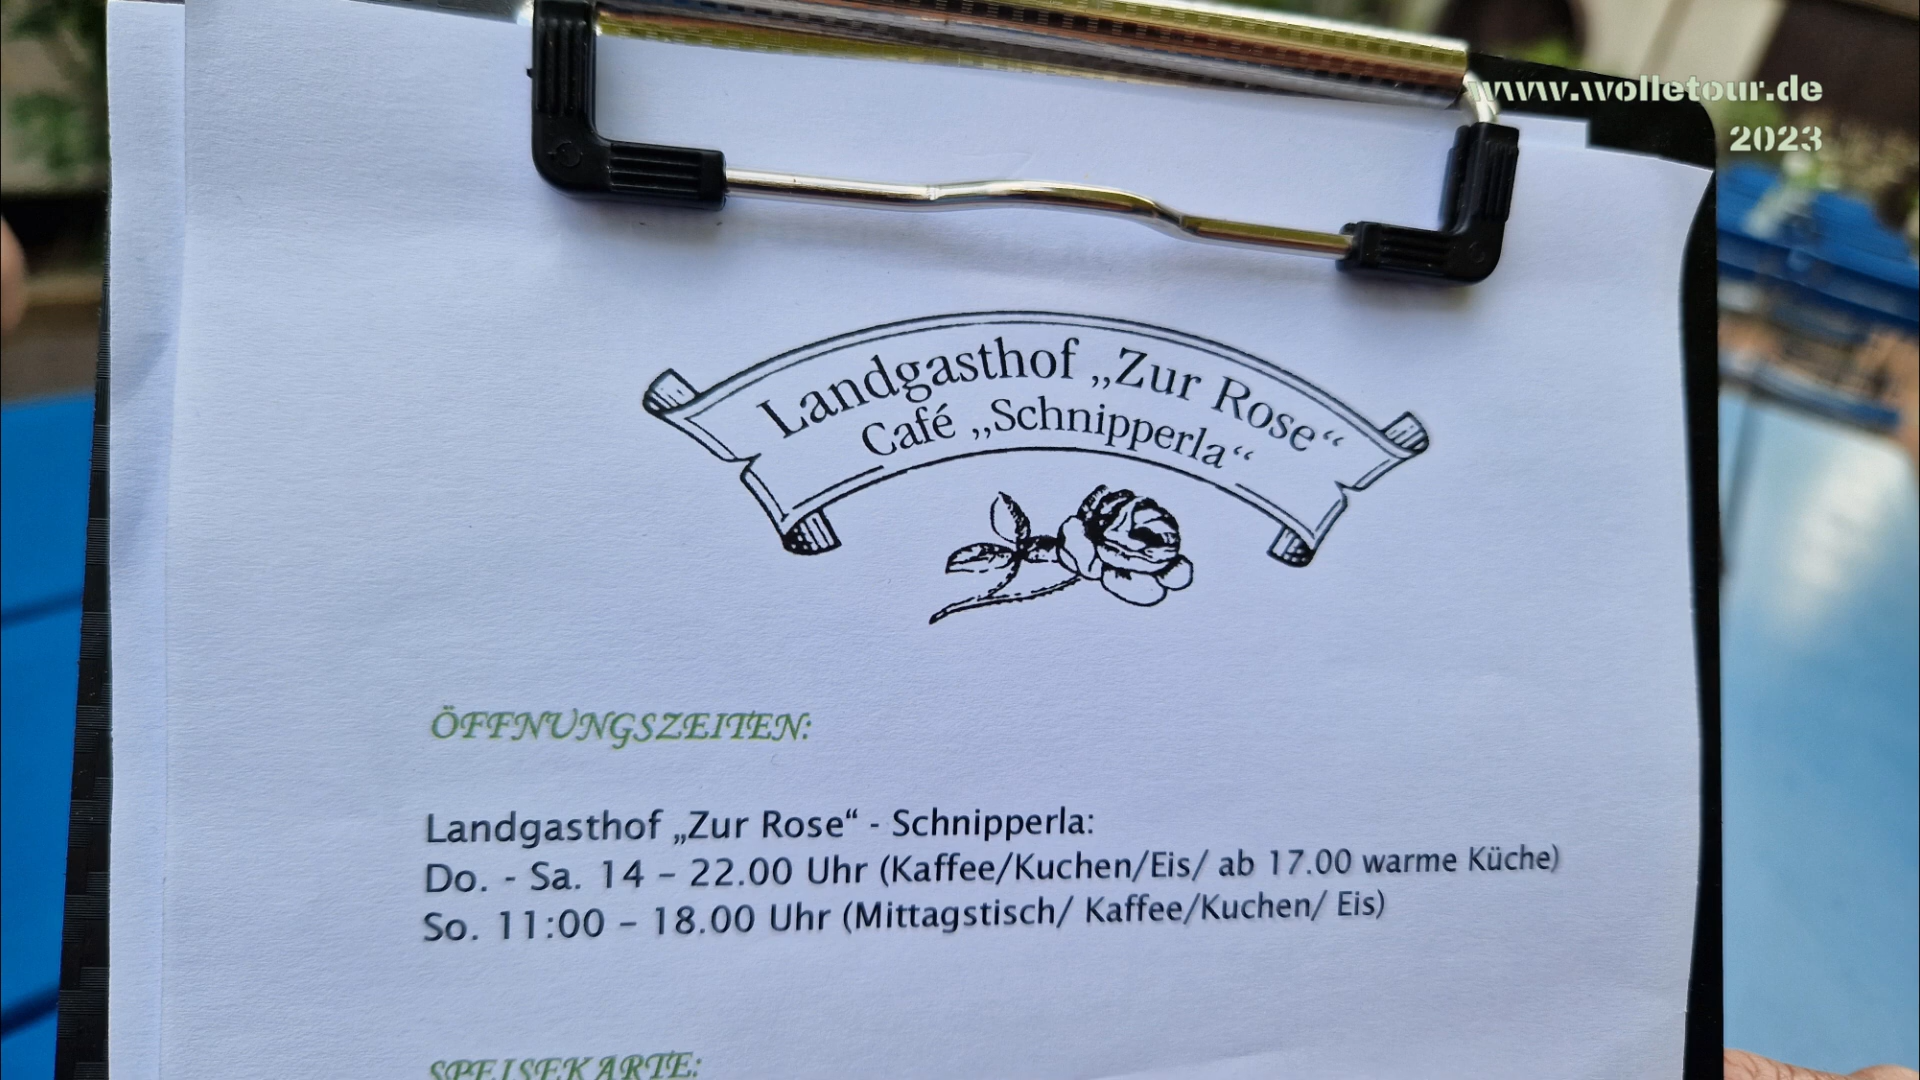 www.wolletour.de
2023
Landgasthof „Zur Rose“
Café „Schnipperla“
ÖFFNUNGSZEITEN:
Landgasthof „Zur Rose“ - Schnipperla:
Do. - Sa. 14 – 22.00 Uhr (Kaffee/Kuchen/Eis/ ab 17.00 warme Küche)
So. 11:00 – 18.00 Uhr (Mittagstisch/ Kaffee/Kuchen/ Eis)
SPEISEKARTE: